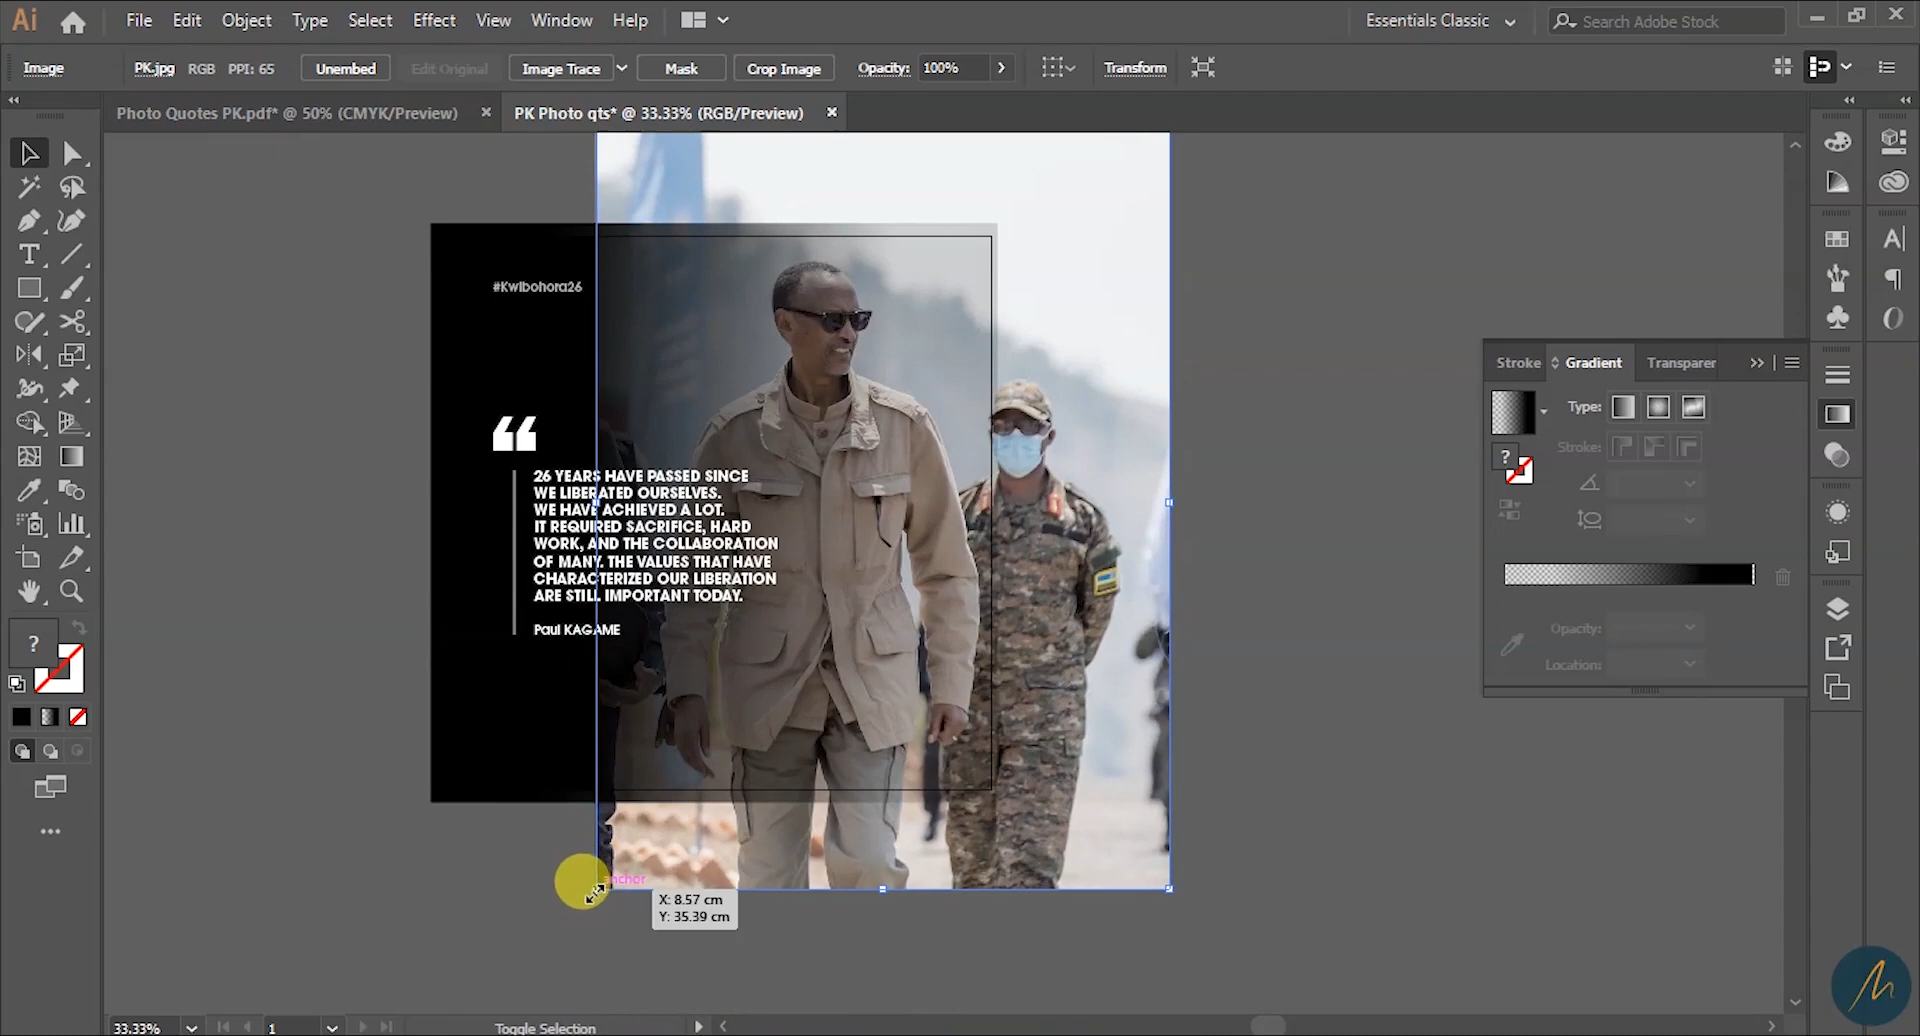 Ai File Edit Object Type Select Effect View Window Help Essentials Classic Search Adobe Stock
Image PK.jpg RGB PPI: 65 Unembed Edit Original Image Trace Mask Crop Image Opacity: 100% Transform
Photo Quotes PK.pdf* @ 50% (CMYK/Preview) PK Photo qts* @ 33.33% (RGB/Preview)
#Kwibohora26
26 YEARS HAVE PASSED SINCE
WE LIBERATED OURSELVES.
WE HAVE ACHIEVED A LOT.
IT REQUIRED SACRIFICE, HARD
WORK, AND THE COLLABORATION
OF MANY. THE VALUES THAT HAVE
CHARACTERIZED OUR LIBERATION
ARE STILL IMPORTANT TODAY.
Paul KAGAME
anchor
X: 8.57 cm
Y: 35.39 cm
Stroke Gradient Transparer
Type:
Stroke:
Opacity:
Location:
33.33% 1 Toggle Selection